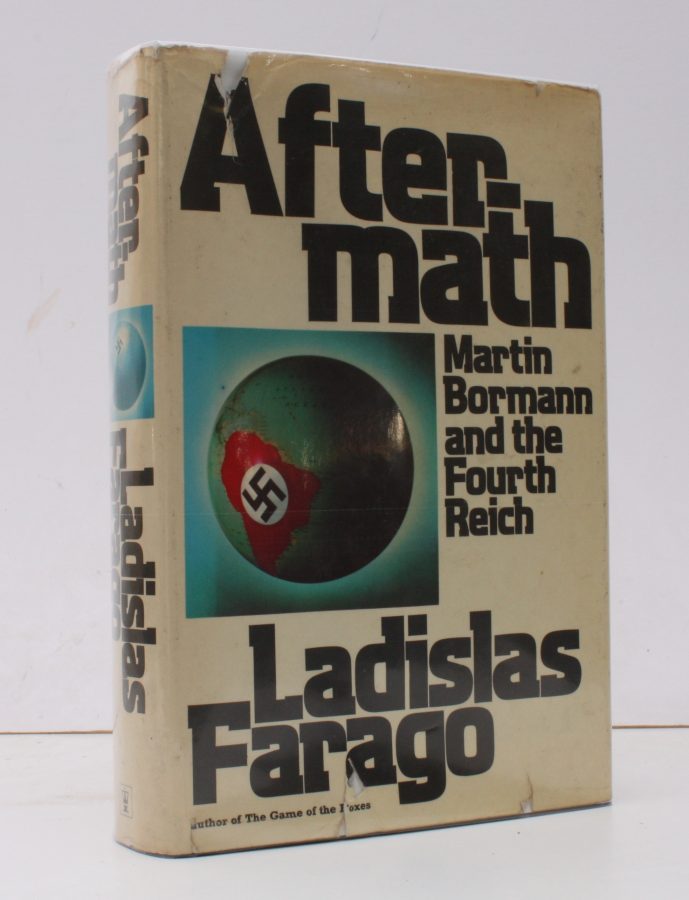 After-
math
Martin
Bormann
and the
Fourth
Reich
Ladislas
Farago
author of The Game of the Foxes
After
math
Ladislas
Farago